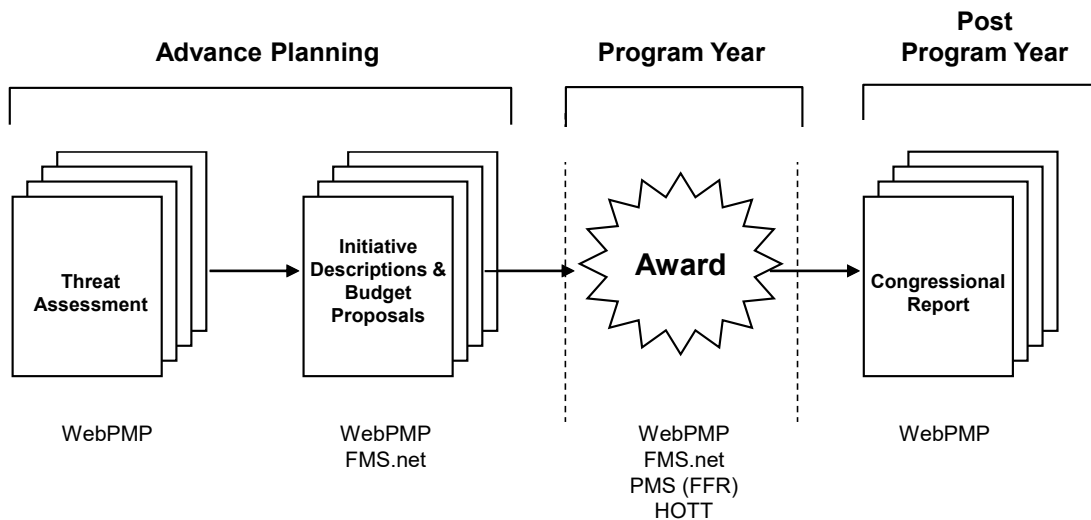 Advance Planning
Program Year
Post
Program Year
Threat
Assessment
Initiative
Descriptions &
Budget
Proposals
Award
Congressional
Report
WebPMP
WebPMP
FMS.net
WebPMP
FMS.net
PMS (FFR)
HOTT
WebPMP